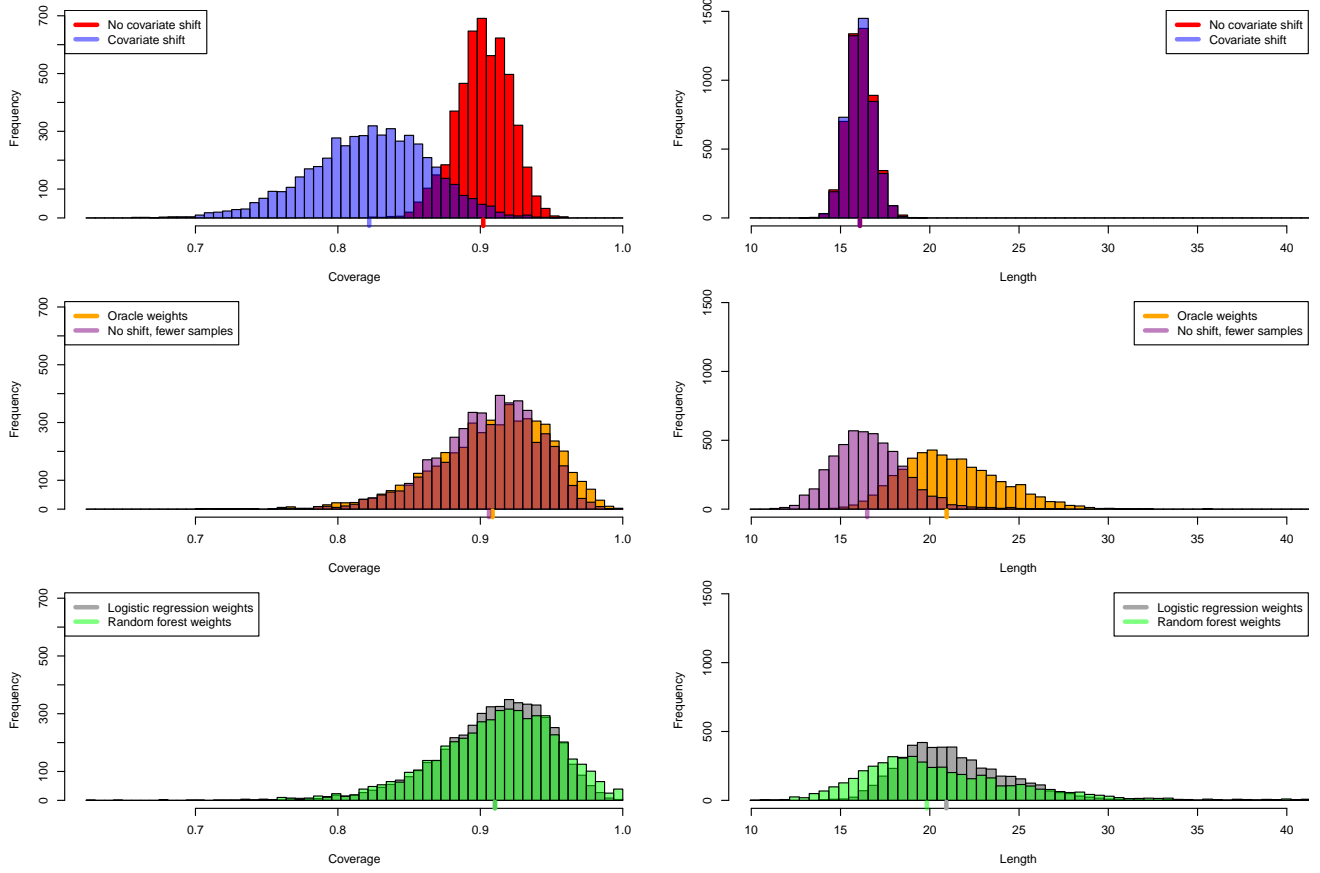 No covariate shift
Covariate shift
Frequency
0
100
300
500
700
0.7
0.8
0.9
1.0
Coverage
No covariate shift
Covariate shift
Frequency
0
500
1000
1500
10
15
20
25
30
35
40
Length
Oracle weights
No shift, fewer samples
Frequency
0
100
300
500
700
0.7
0.8
0.9
1.0
Coverage
Oracle weights
No shift, fewer samples
Frequency
0
500
1000
1500
10
15
20
25
30
35
40
Length
Logistic regression weights
Random forest weights
Frequency
0
100
300
500
700
0.7
0.8
0.9
1.0
Coverage
Logistic regression weights
Random forest weights
Frequency
0
500
1000
1500
10
15
20
25
30
35
40
Length